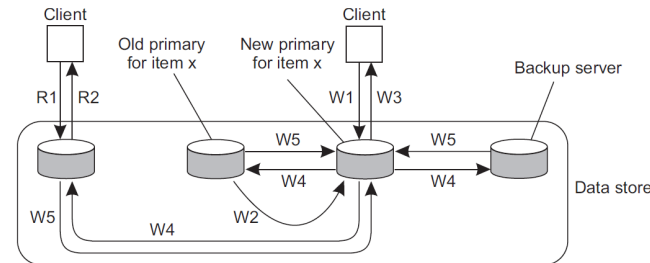 Client
Client
Old primary
for item x
New primary
for item x
Backup server
R1
R2
W1
W3
W5
W5
W4
W4
Data store
W5
W2
W4